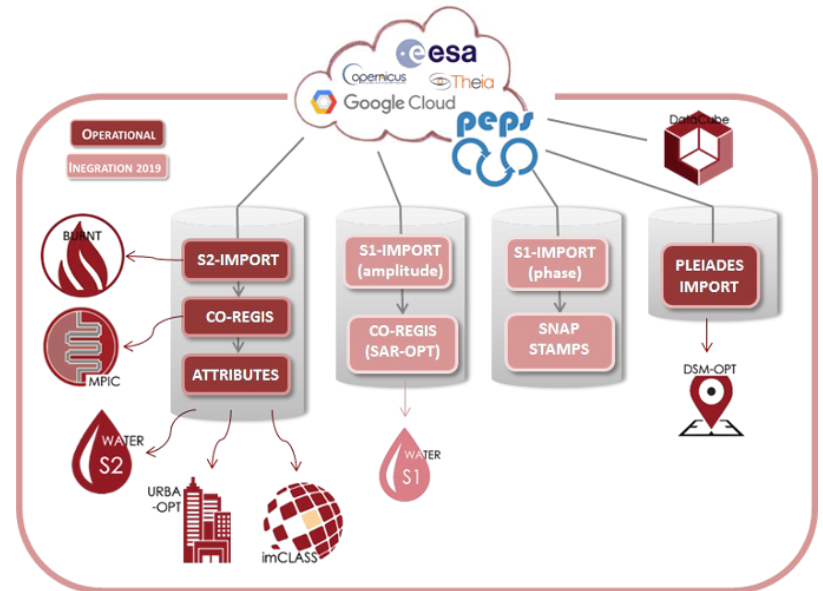 esa
Copernicus
Theia
Google Cloud
peps
DataCube
OPERATIONAL
INEGRATION 2019
BURNT
S2-IMPORT
S1-IMPORT
(amplitude)
S1-IMPORT
(phase)
PLEIADES
IMPORT
CO-REGIS
CO-REGIS
(SAR-OPT)
SNAP
STAMPS
MPIC
ATTRIBUTES
DSM-OPT
WATER
S2
WATER
S1
URBA
-OPT
imCLASS